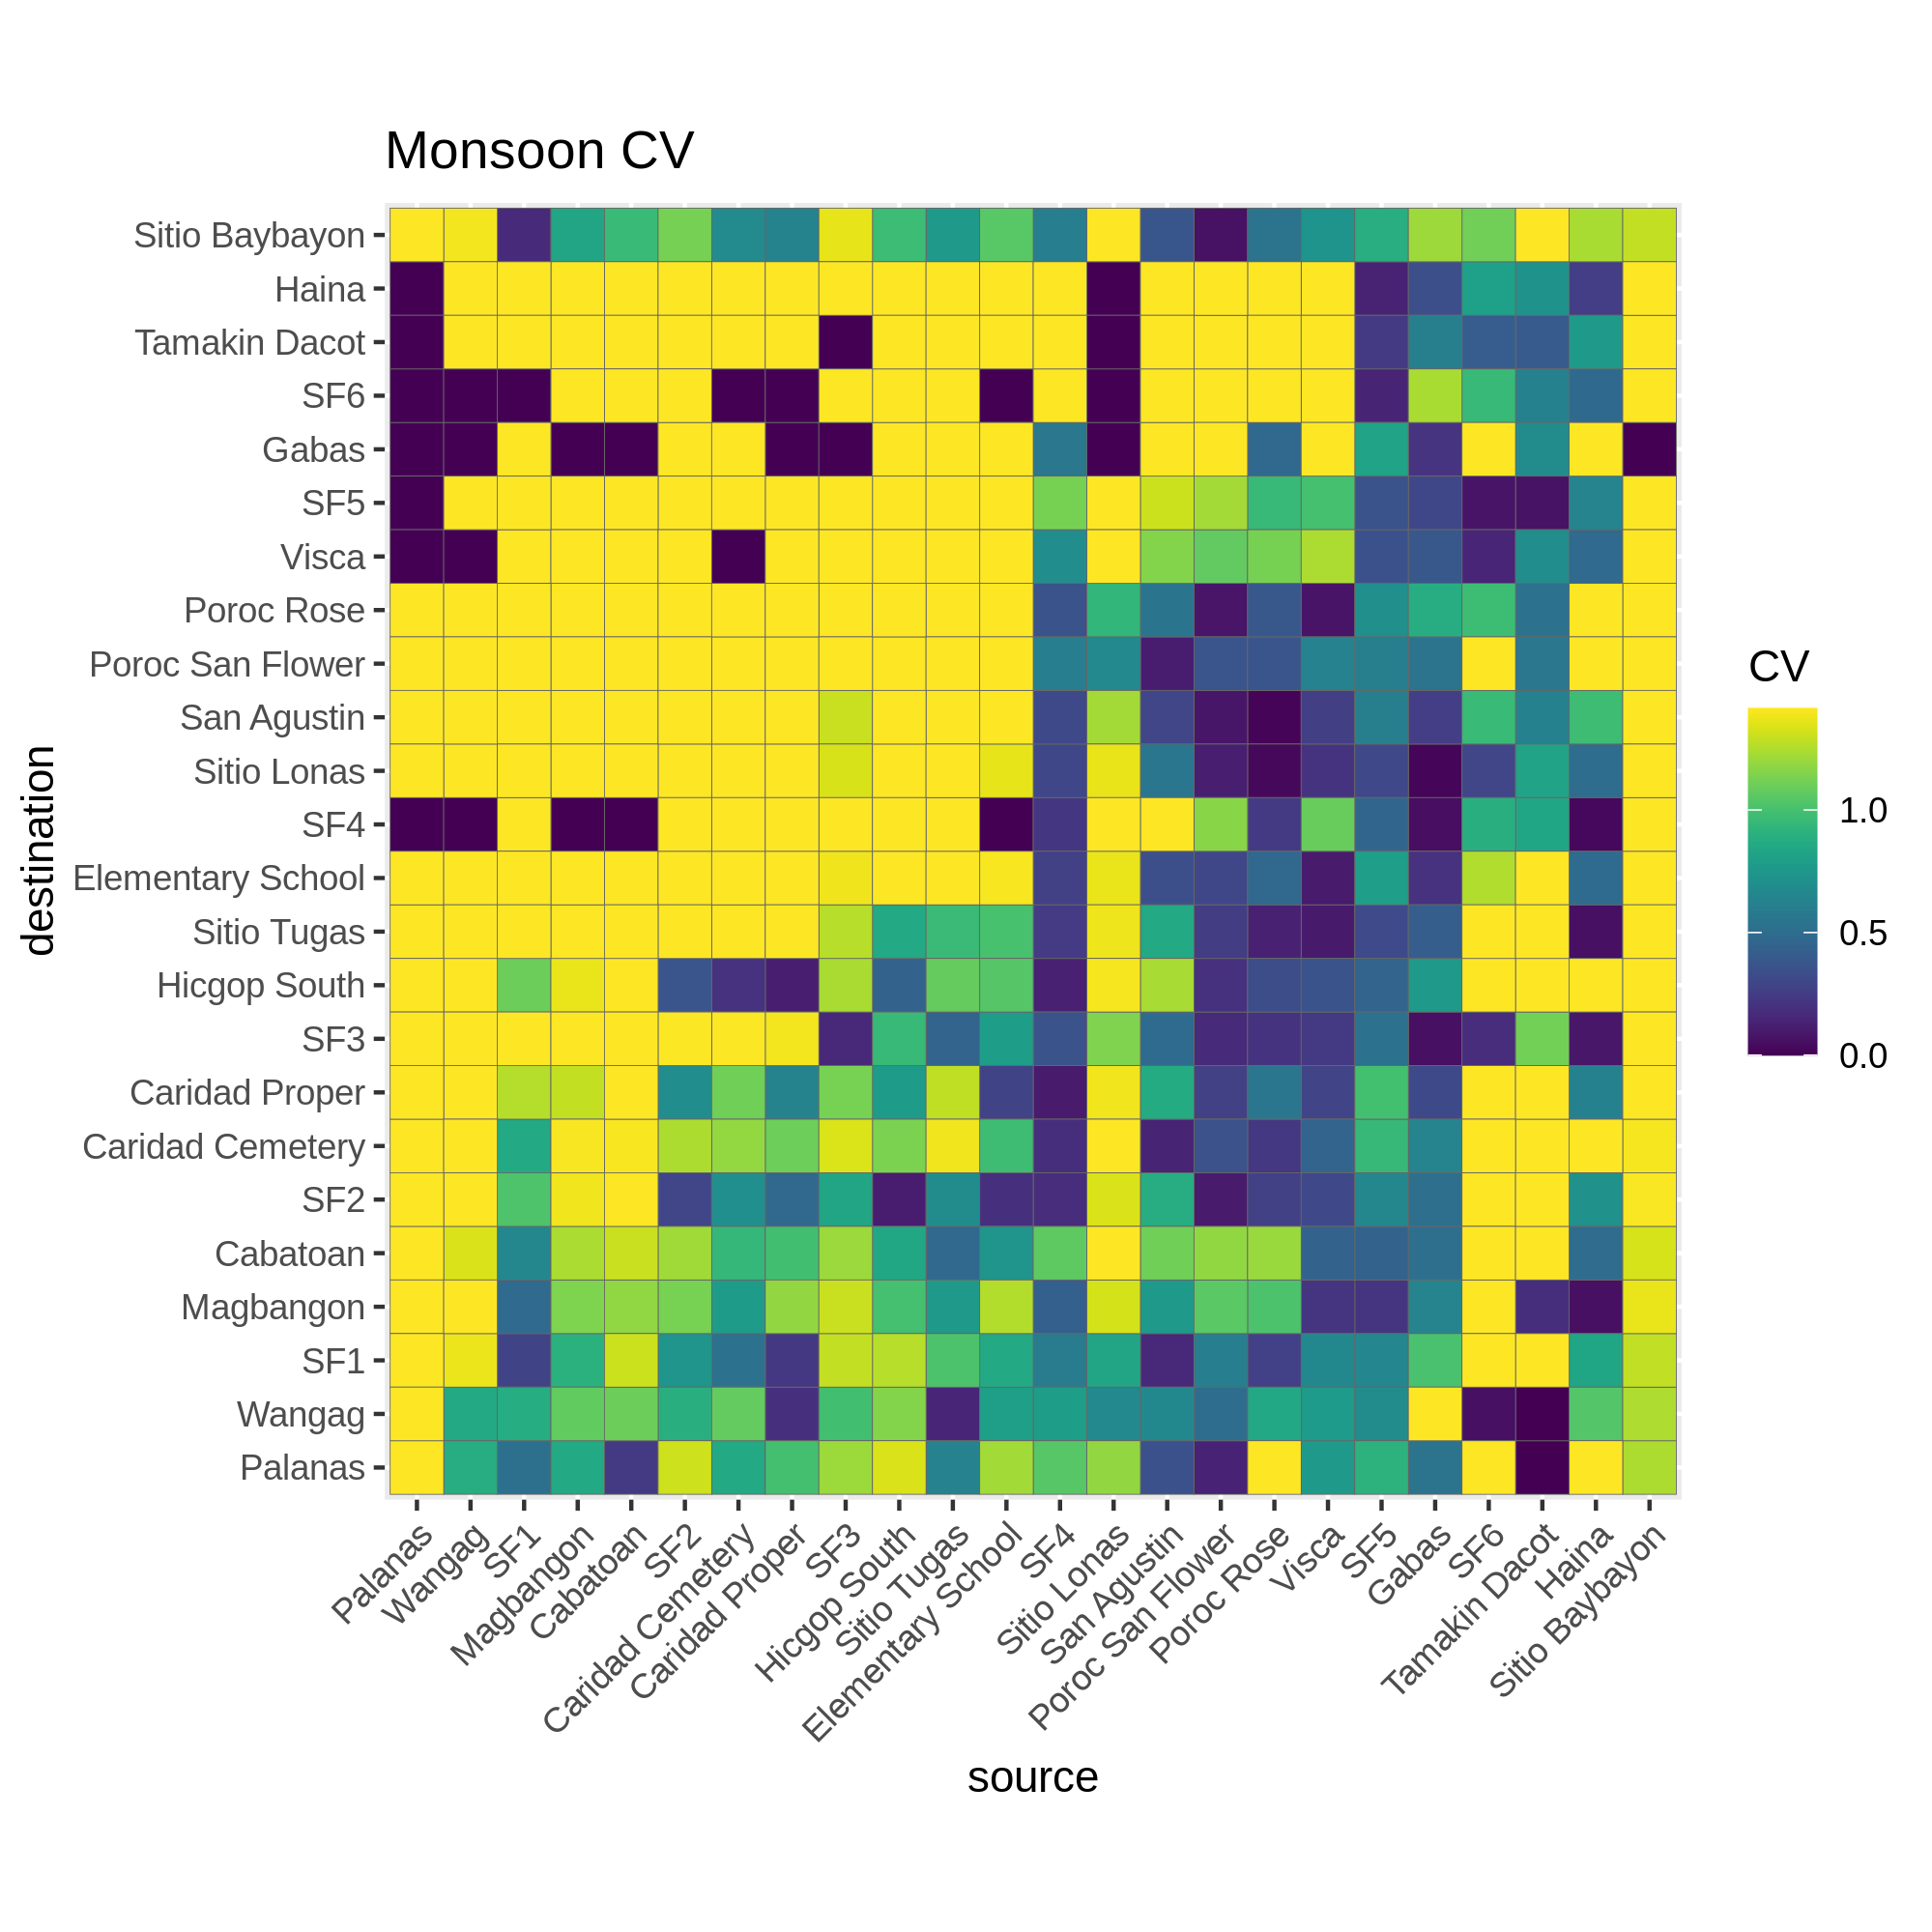 Monsoon CV
Sitio Baybayon
Haina
Tamakin Dacot
SF6
Gabas
SF5
Visca
Poroc Rose
Poroc San Flower
San Agustin
Sitio Lonas
SF4
Elementary School
Sitio Tugas
Hicgop South
SF3
Caridad Proper
Caridad Cemetery
SF2
Cabatoan
Magbangon
SF1
Wangag
Palanas
destination
Palanas
Wangag
SF1
Magbangon
Cabatoan
SF2
Caridad Cemetery
Caridad Proper
SF3
Hicgop South
Sitio Tugas
Elementary School
SF4
Sitio Lonas
San Agustin
Poroc San Flower
Poroc Rose
Visca
SF5
Gabas
SF6
Tamakin Dacot
Haina
Sitio Baybayon
source
CV
1.0
0.5
0.0